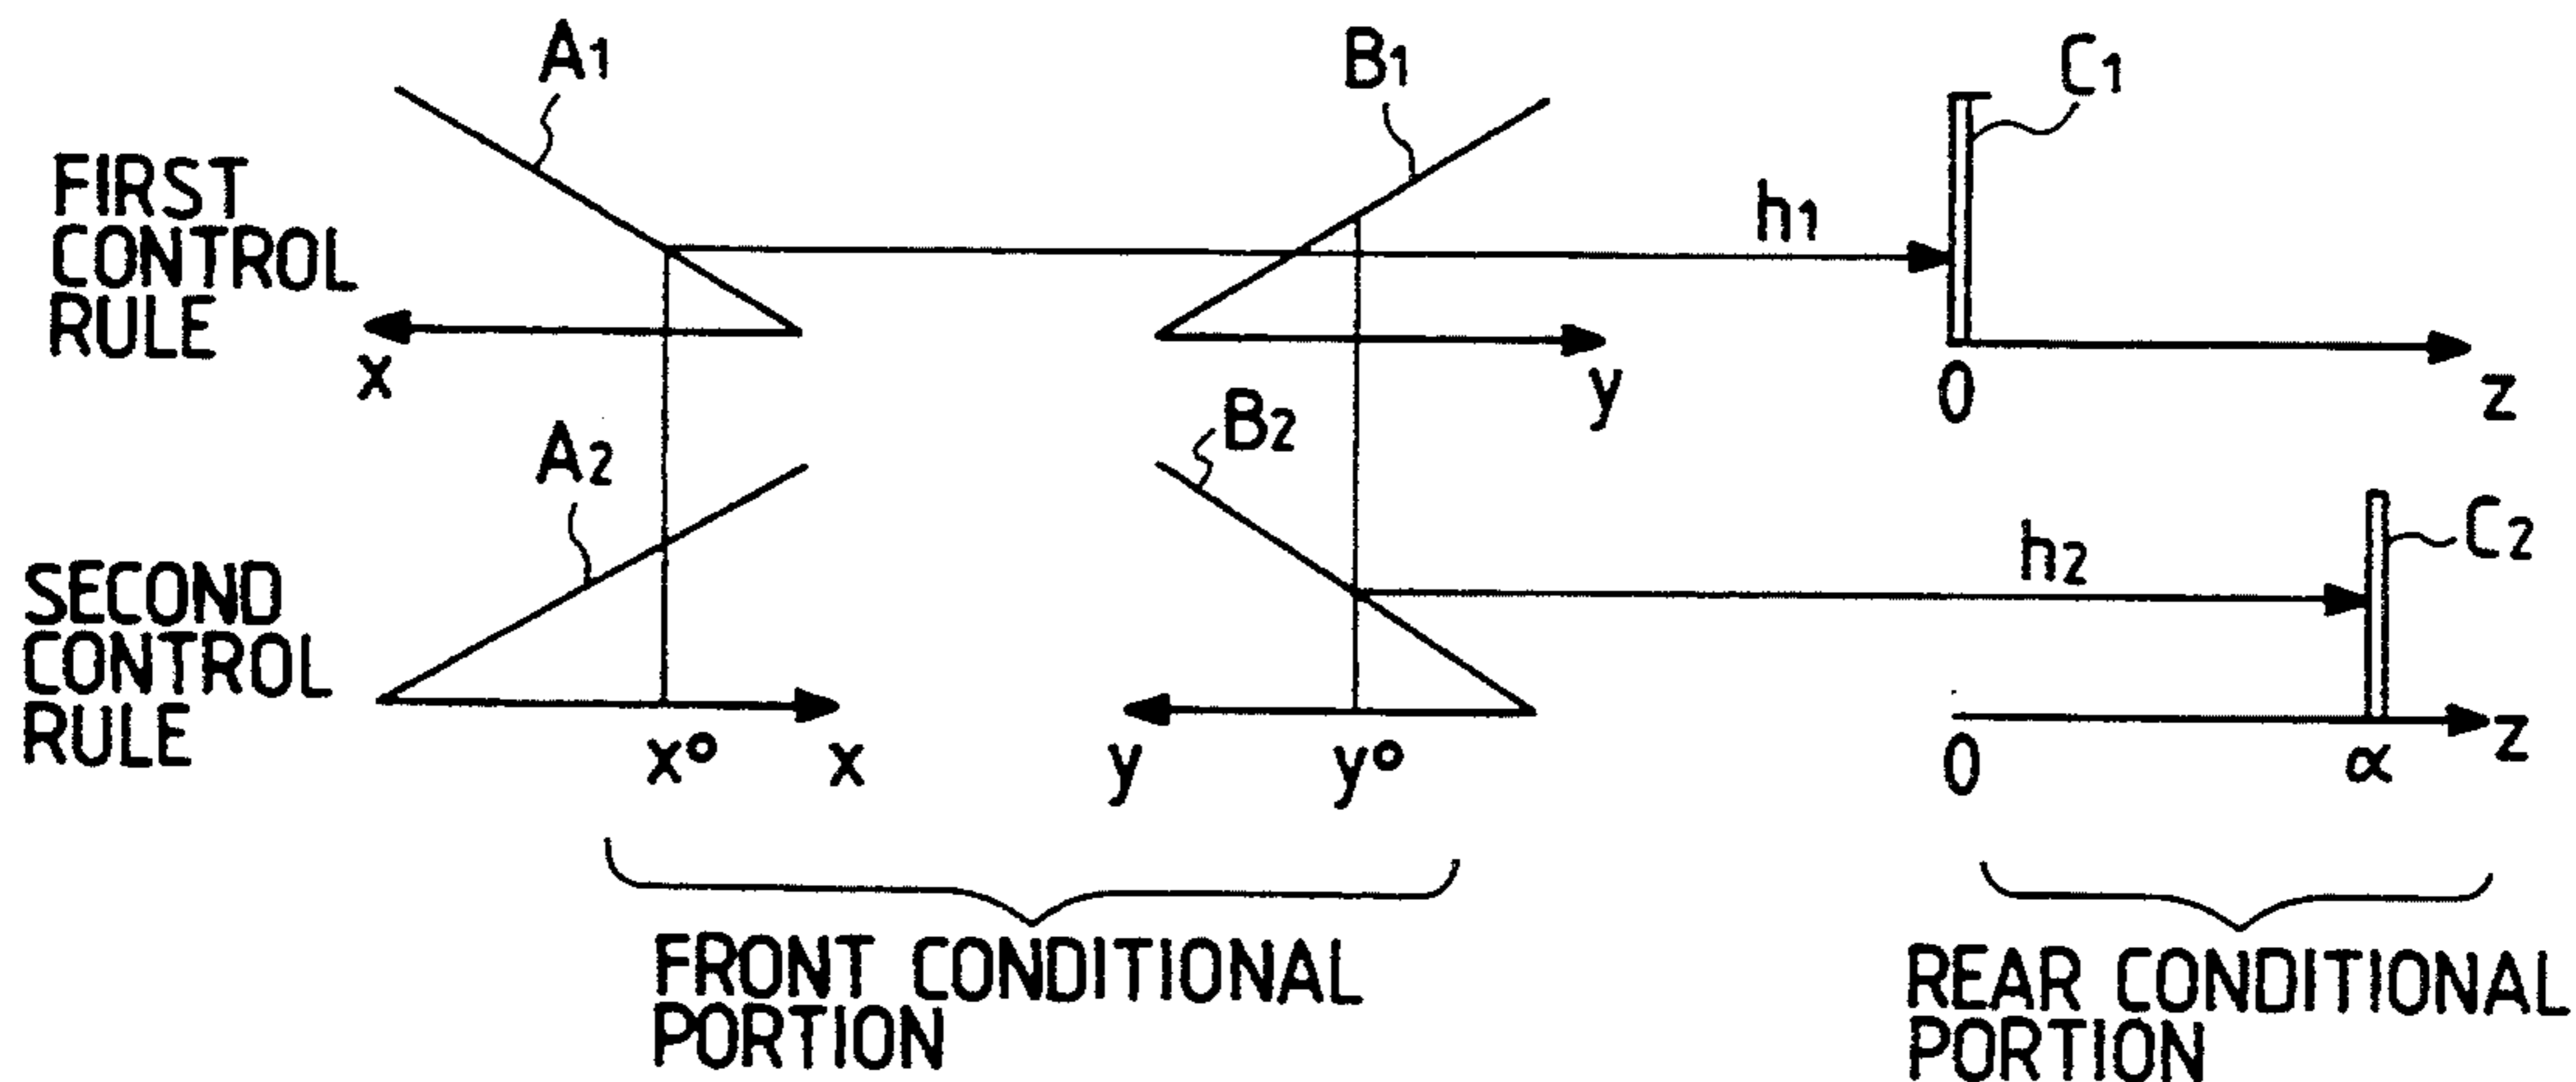 A1
B1
C1
FIRST
CONTROL
RULE
h1
x
y
0
z
A2
B2
C2
SECOND
CONTROL
RULE
h2
x°
x
y
y°
0
α
z
FRONT CONDITIONAL
PORTION
REAR CONDITIONAL
PORTION